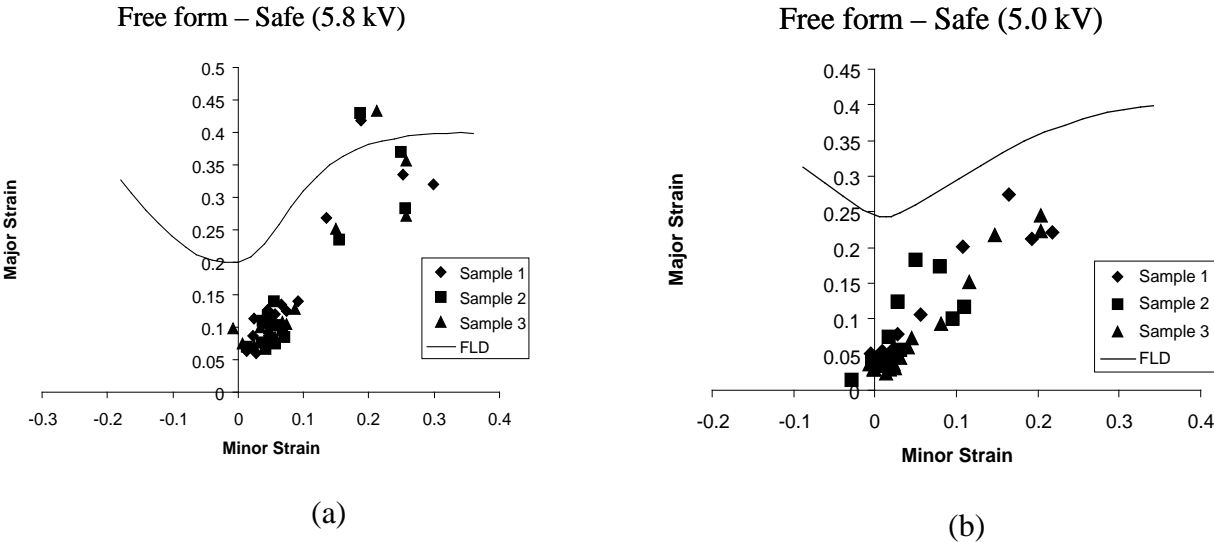 Free form – Safe (5.8 kV)
0.5
0.45
0.4
0.35
0.3
0.25
0.2
0.15
0.1
0.05
0
-0.3 -0.2 -0.1 0 0.1 0.2 0.3 0.4
Major Strain
Minor Strain
Sample 1
Sample 2
Sample 3
FLD
(a)
Free form – Safe (5.0 kV)
0.45
0.4
0.35
0.3
0.25
0.2
0.15
0.1
0.05
0
-0.2 -0.1 0 0.1 0.2 0.3 0.4
Major Strain
Minor Strain
Sample 1
Sample 2
Sample 3
FLD
(b)